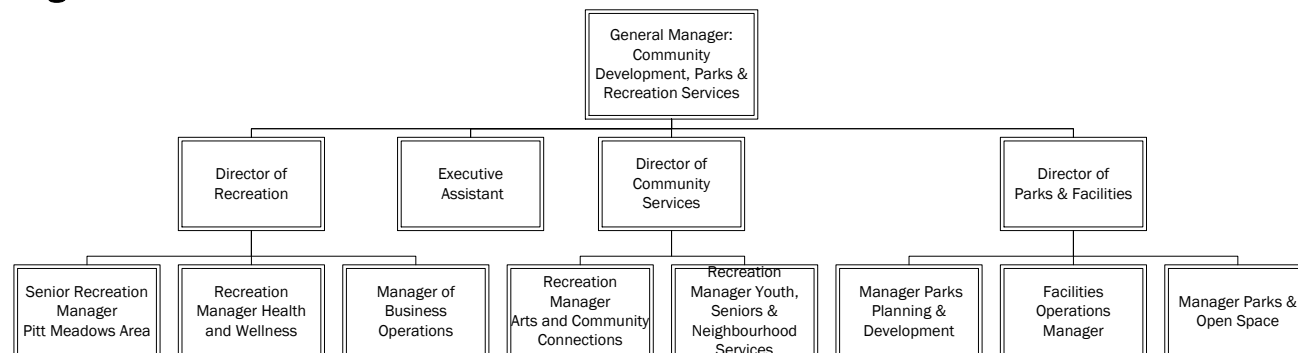 General Manager:
Community
Development, Parks &
Recreation Services
Director of
Recreation
Executive
Assistant
Director of
Community
Services
Director of
Parks & Facilities
Senior Recreation
Manager
Pitt Meadows Area
Recreation
Manager Health
and Wellness
Manager of
Business
Operations
Recreation
Manager
Arts and Community
Connections
Recreation
Manager Youth,
Seniors &
Neighbourhood
Services
Manager Parks
Planning &
Development
Facilities
Operations
Manager
Manager Parks &
Open Space